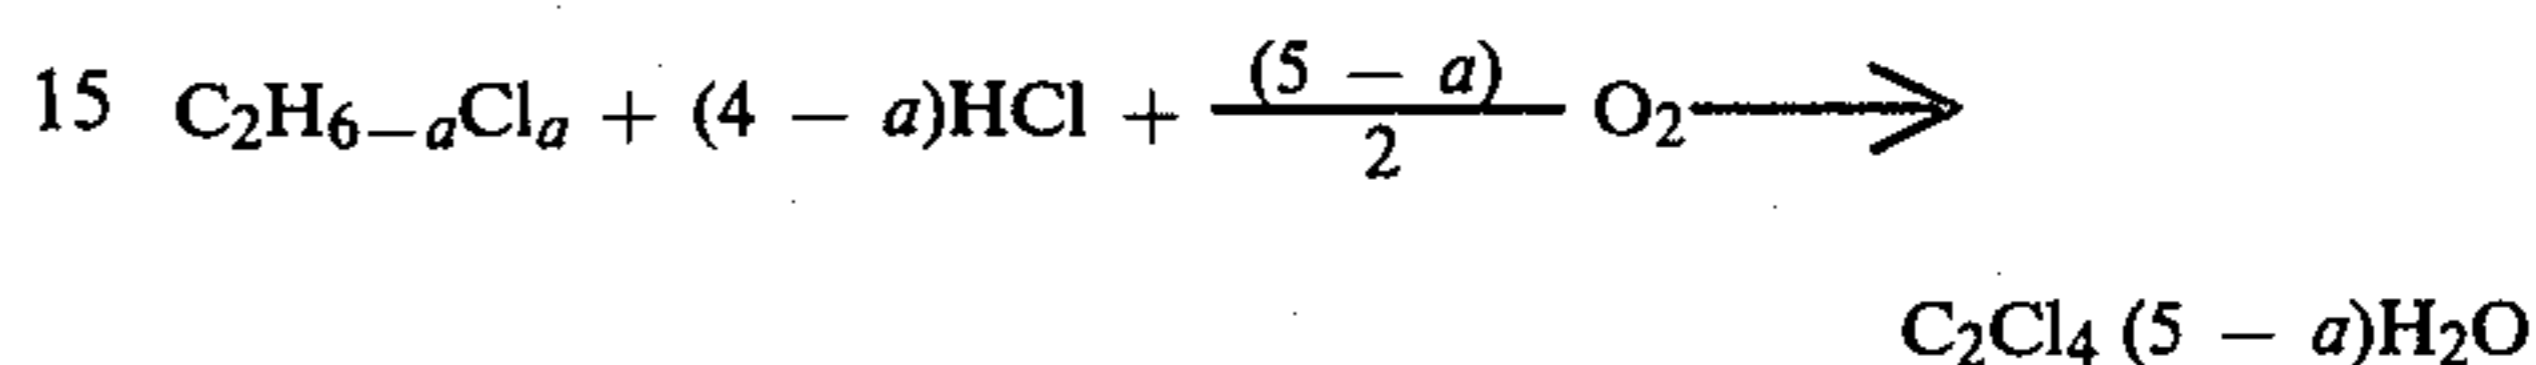 15 C₂H₆₋ₐClₐ + (4 − a)HCl + (5 − a)/2 O₂ ⟶
C₂Cl₄ (5 − a)H₂O